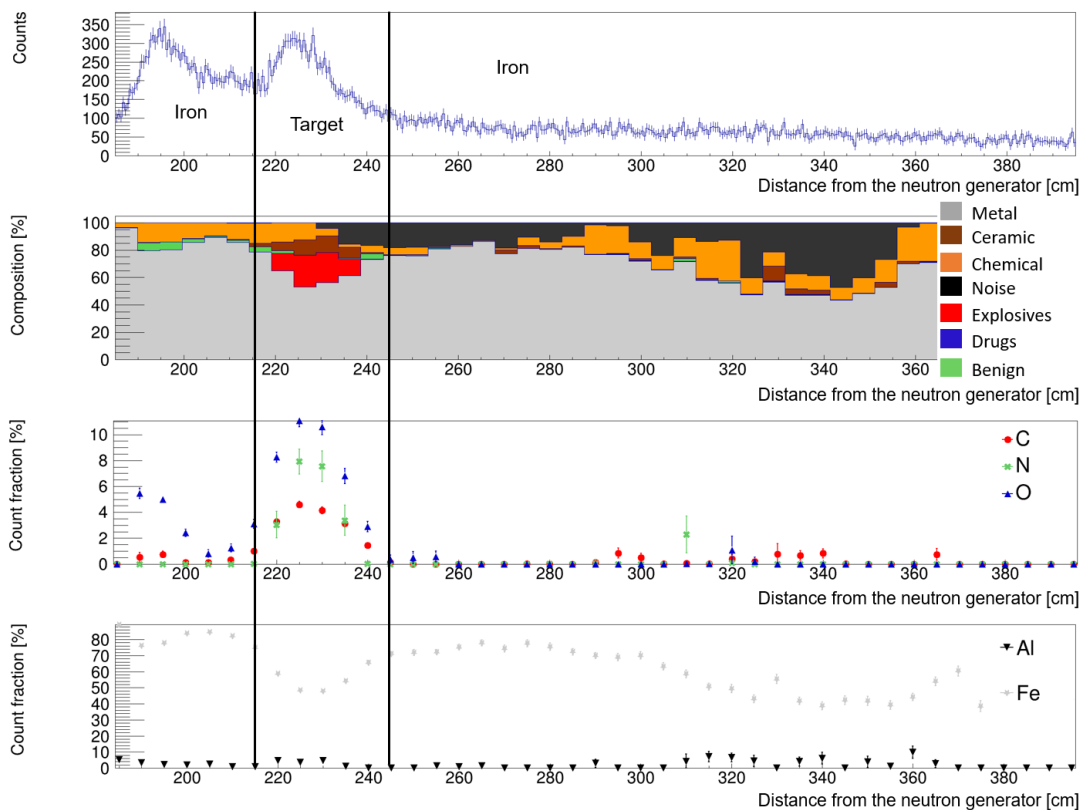 Counts
350
300
250
200
150
100
50
0
Iron
Target
Iron
200
220
240
260
280
300
320
340
360
380
Distance from the neutron generator [cm]
Composition [%]
100
80
60
40
20
0
200
220
240
260
280
300
320
340
360
Metal
Ceramic
Chemical
Noise
Explosives
Drugs
Benign
Distance from the neutron generator [cm]
Count fraction [%]
10
8
6
4
2
0
C
N
O
200
220
240
260
280
300
320
340
360
380
Distance from the neutron generator [cm]
Count fraction [%]
80
70
60
50
40
30
20
10
0
Al
Fe
200
220
240
260
280
300
320
340
360
380
Distance from the neutron generator [cm]